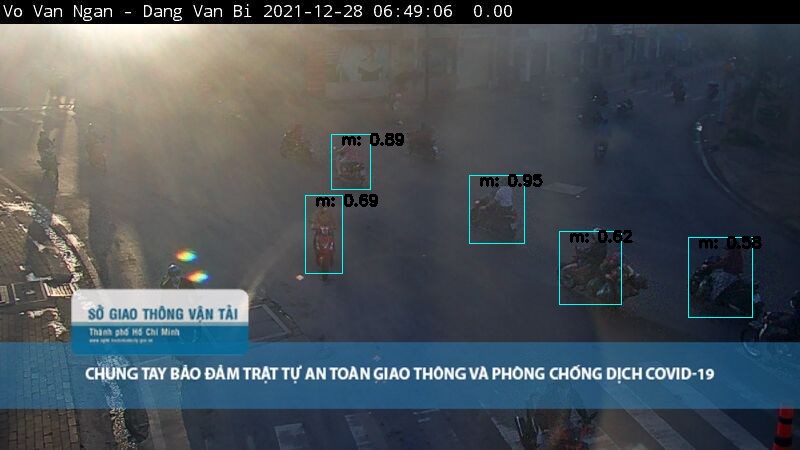 Vo Van Ngan - Dang Van Bi 2021-12-28 06:49:06 0.00
m: 0.89
m: 0.95
m: 0.69
m: 0.62
m: 0.58
SỞ GIAO THÔNG VẬN TẢI
Thành phố Hồ Chí Minh
CHUNG TAY BẢO ĐẢM TRẬT TỰ AN TOÀN GIAO THÔNG VÀ PHÒNG CHỐNG DỊCH COVID-19